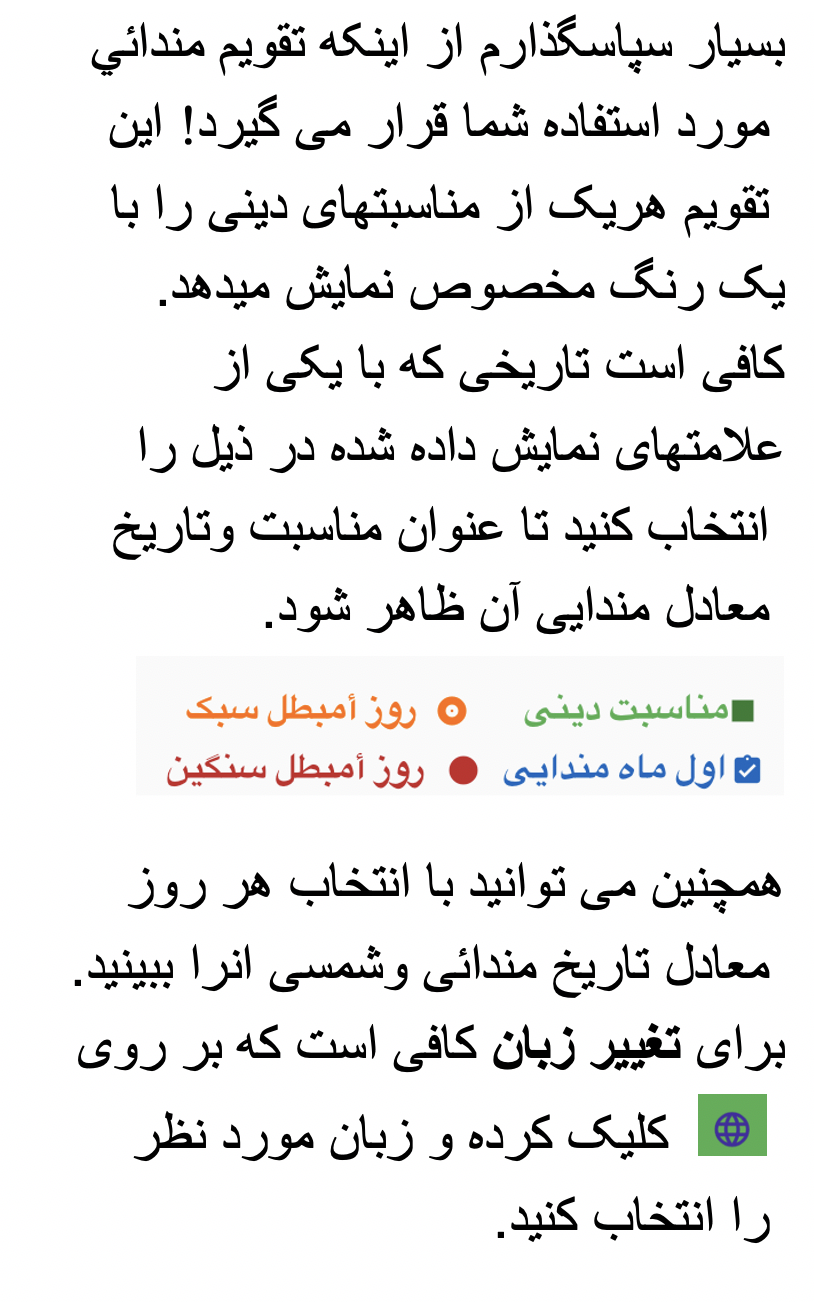 بسیار سپاسگذارم از اینکه تقویم مندائي
مورد استفاده شما قرار می گیرد! این
تقویم هریک از مناسبتهای دینی را با
یک رنگ مخصوص نمایش میدهد.
کافی است تاریخی که با یکی از
علامتهای نمایش داده شده در ذیل را
انتخاب کنید تا عنوان مناسبت وتاریخ
معادل مندایی آن ظاهر شود.
مناسبت دینی روز أمبطل سبک
اول ماه مندایی روز أمبطل سنگین
همچنین می توانید با انتخاب هر روز
معادل تاریخ مندائی وشمسی انرا ببینید.
برای تغییر زبان کافی است که بر روی
کلیک کرده و زبان مورد نظر
را انتخاب کنید.